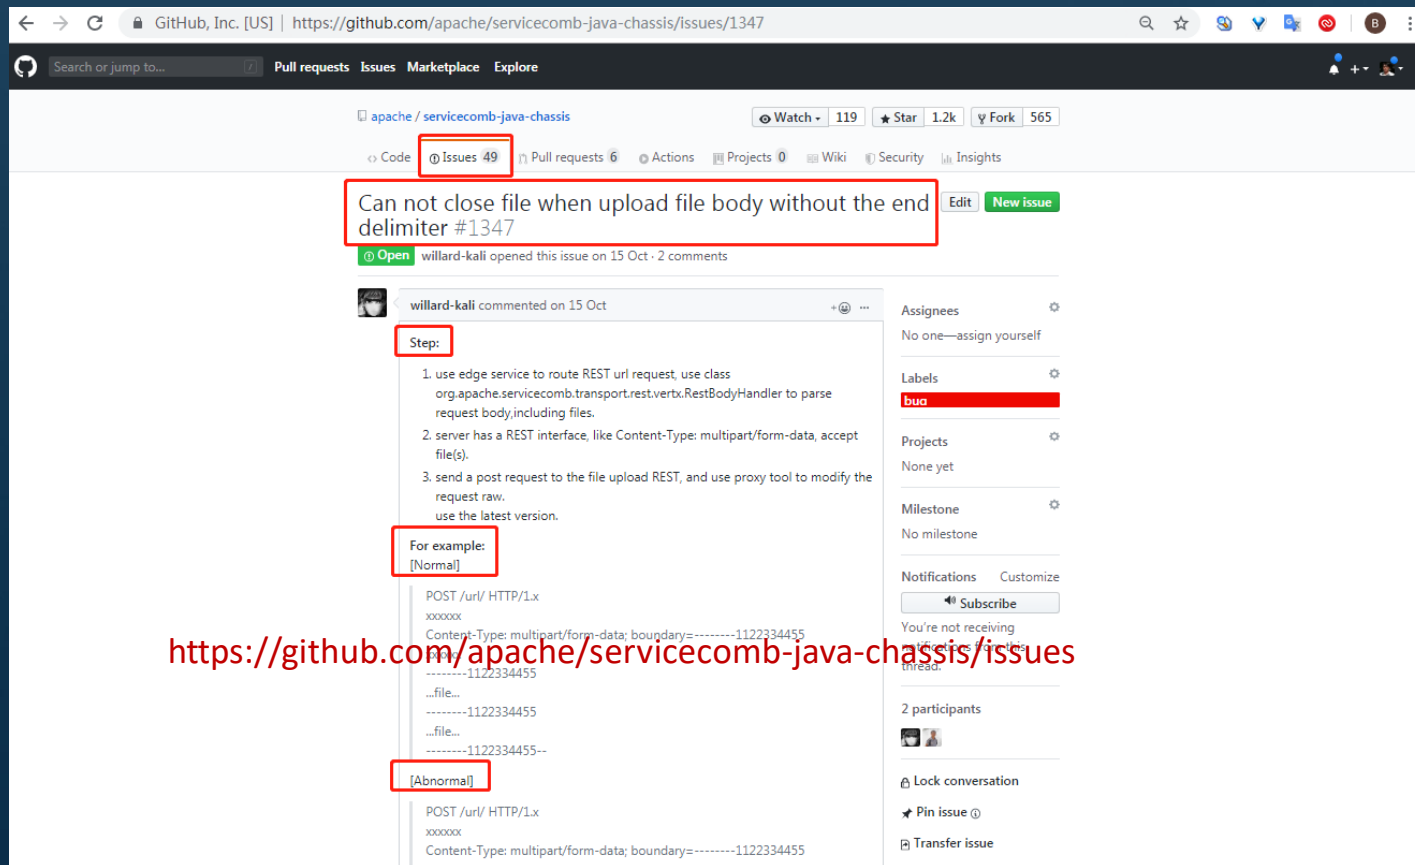 GitHub, Inc. [US] | https://github.com/apache/servicecomb-java-chassis/issues/1347
B
Search or jump to... / Pull requests Issues Marketplace Explore
apache / servicecomb-java-chassis
Watch 119 Star 1.2k Fork 565
Code Issues 49 Pull requests 6 Actions Projects 0 Wiki Security Insights
Can not close file when upload file body without the end
delimiter #1347
Edit New issue
Open willard-kali opened this issue on 15 Oct · 2 comments
willard-kali commented on 15 Oct
Step:
1. use edge service to route REST url request, use class
org.apache.servicecomb.transport.rest.vertx.RestBodyHandler to parse
request body,including files.
2. server has a REST interface, like Content-Type: multipart/form-data, accept
file(s).
3. send a post request to the file upload REST, and use proxy tool to modify the
request raw.
use the latest version.
For example:
[Normal]
POST /url/ HTTP/1.x
xxxxxx
Content-Type: multipart/form-data; boundary=--------1122334455
--------1122334455
...file...
--------1122334455
...file...
--------1122334455--
[Abnormal]
POST /url/ HTTP/1.x
xxxxxx
Content-Type: multipart/form-data; boundary=--------1122334455
https://github.com/apache/servicecomb-java-chassis/issues
Assignees
No one—assign yourself
Labels
bug
Projects
None yet
Milestone
No milestone
Notifications Customize
Subscribe
You're not receiving
notifications from this
thread.
2 participants
Lock conversation
Pin issue
Transfer issue